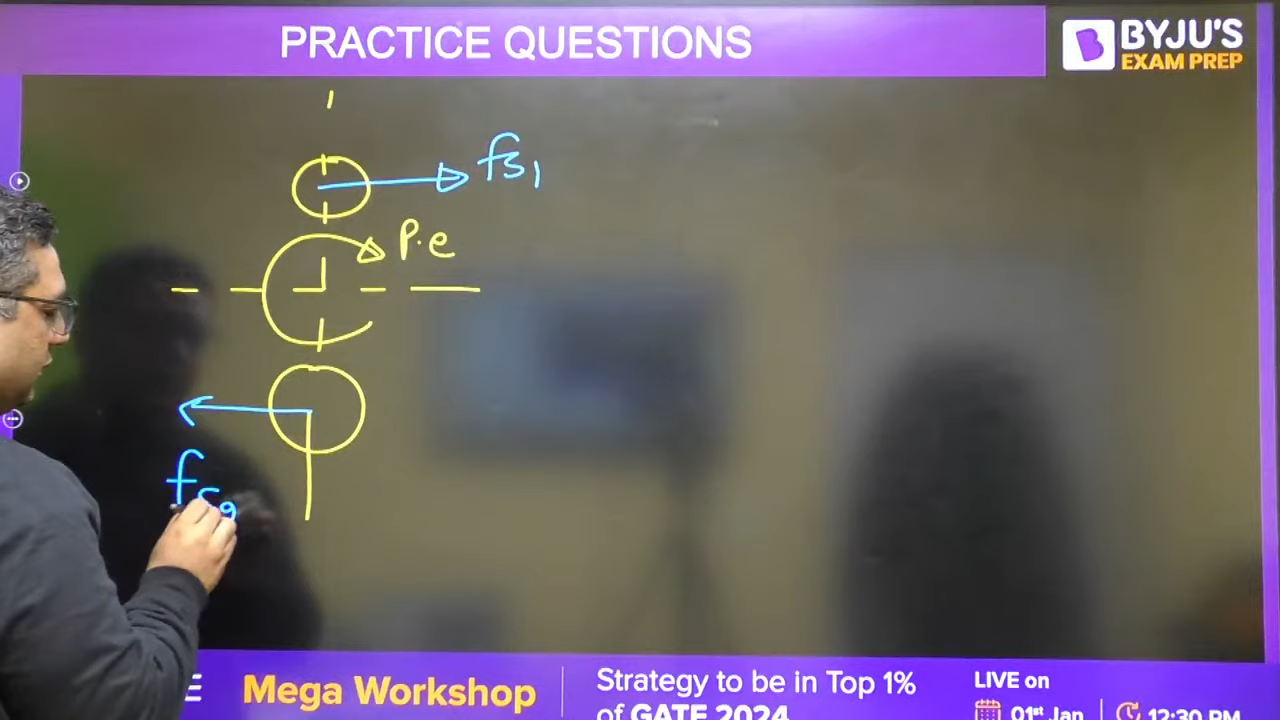 PRACTICE QUESTIONS
BYJU'S
EXAM PREP
fs1
P.e
fs2
E
Mega Workshop
Strategy to be in Top 1%
of GATE 2024
LIVE on
01st Jan
12:30 PM